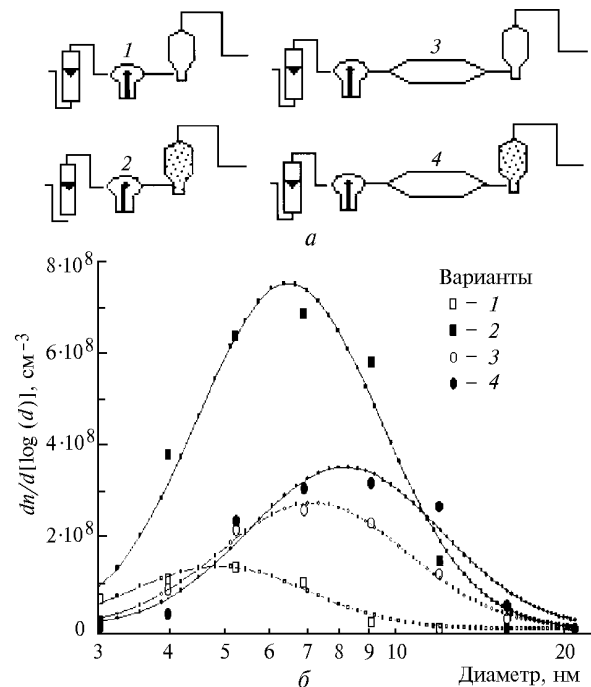 1
3
2
4
а
8·10⁸
6·10⁸
4·10⁸
2·10⁸
0
dn/d[log (d)], см⁻³
Варианты
– 1
– 2
– 3
– 4
3 4 5 6 7 8 9 10 20
б
Диаметр, нм